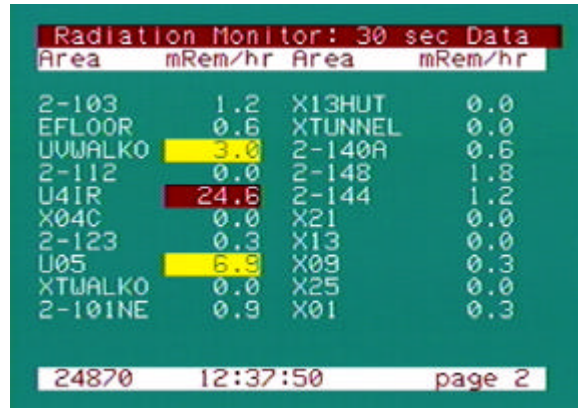 Radiation Monitor: 30 sec Data
Area mRem/hr Area mRem/hr
2-103 1.2 X13HUT 0.0
EFLOOR 0.6 XTUNNEL 0.0
UVWALKO 3.0 2-140A 0.6
2-112 0.0 2-148 1.8
U4IR 24.6 2-144 1.2
X04C 0.0 X21 0.0
2-123 0.3 X13 0.0
U05 6.9 X09 0.3
XTWALKO 0.0 X25 0.0
2-101NE 0.9 X01 0.3
24870 12:37:50 page 2